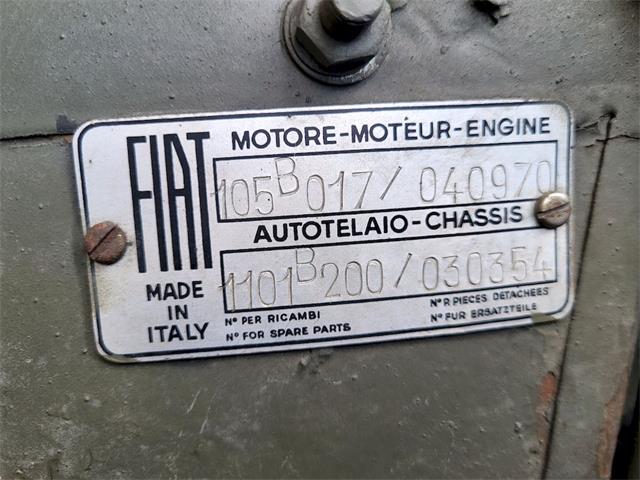 FIAT
MOTORE-MOTEUR-ENGINE
105B017/040970
AUTOTELAIO-CHASSIS
1101B200/030354
MADE
IN
ITALY
Nº PER RICAMBI
Nº FOR SPARE PARTS
Nº R PIECES DETACHEES
Nº FUR ERSATZTEILE